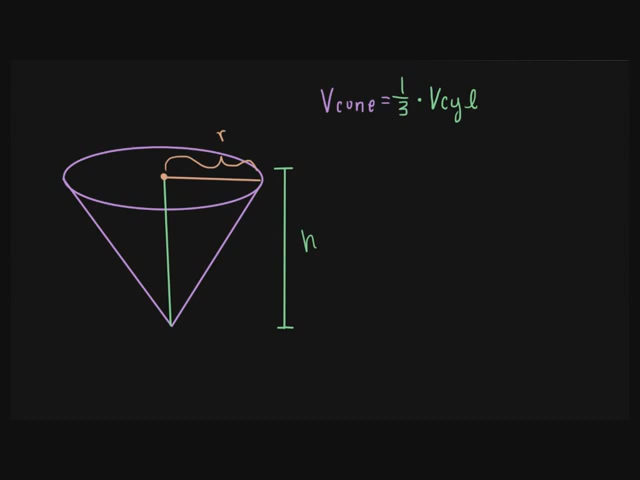 Vcone = 1/3 · Vcyl
r
h